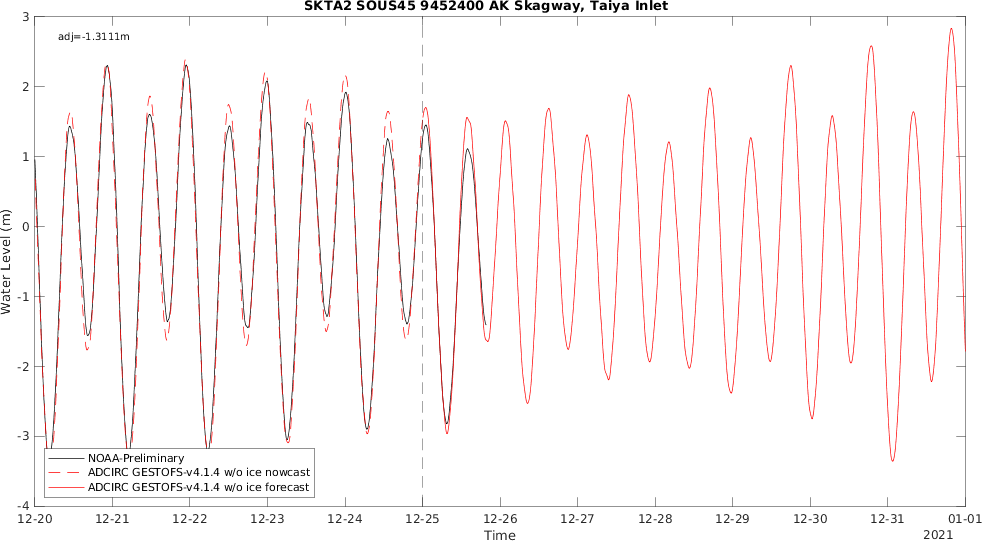 SKTA2 SOUS45 9452400 AK Skagway, Taiya Inlet
adj=-1.3111m
3
2
1
0
-1
-2
-3
-4
Water Level (m)
NOAA-Preliminary
ADCIRC GESTOFS-v4.1.4 w/o ice nowcast
ADCIRC GESTOFS-v4.1.4 w/o ice forecast
12-20 12-21 12-22 12-23 12-24 12-25 12-26 12-27 12-28 12-29 12-30 12-31 01-01
Time
2021